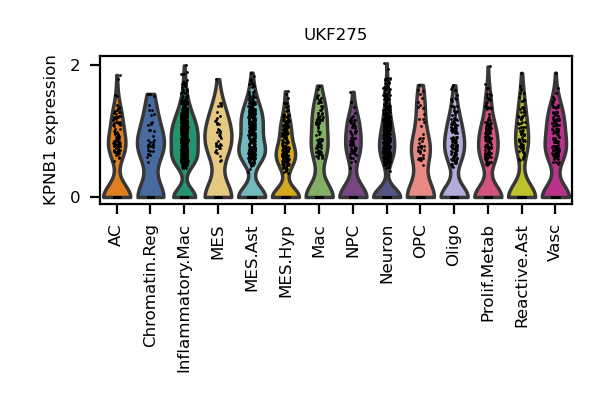 UKF275
KPNB1 expression
2
0
AC
Chromatin.Reg
Inflammatory.Mac
MES
MES.Ast
MES.Hyp
Mac
NPC
Neuron
OPC
Oligo
Prolif.Metab
Reactive.Ast
Vasc